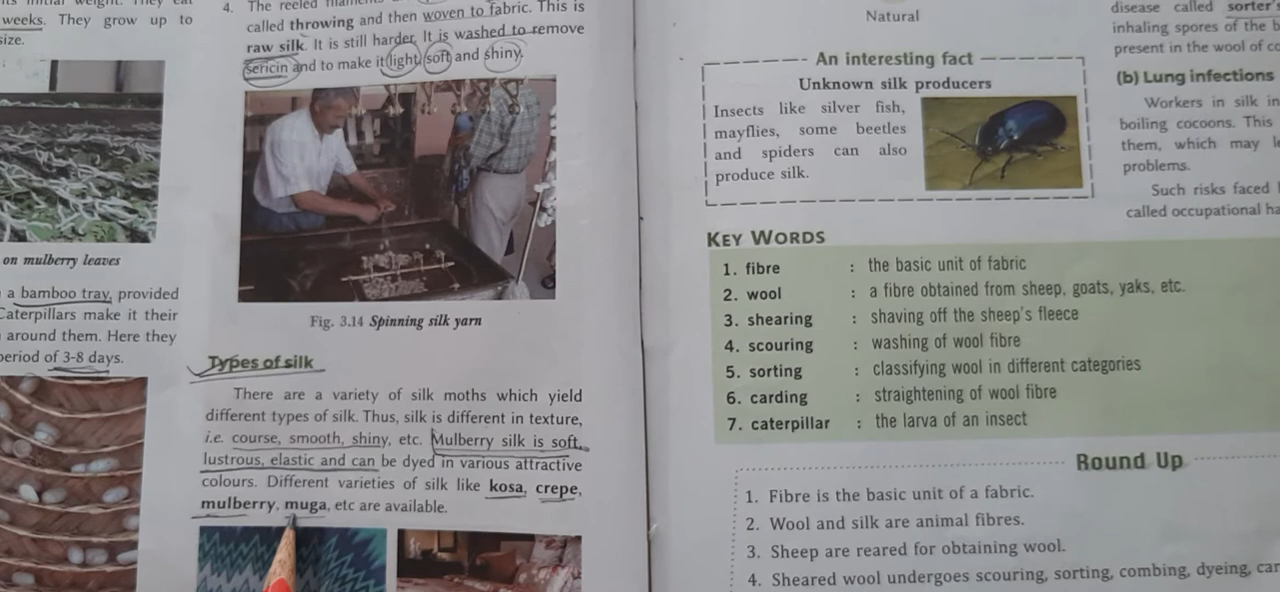 weeks. They grow up to
size.
on mulberry leaves
a bamboo tray, provided
Caterpillars make it their
around them. Here they
period of 3-8 days.
4. The reeled filaments
called throwing and then woven to fabric. This is
raw silk. It is still harder. It is washed to remove
sericin and to make it light, soft and shiny.
Fig. 3.14 Spinning silk yarn
Types of silk
There are a variety of silk moths which yield
different types of silk. Thus, silk is different in texture,
i.e. course, smooth, shiny, etc. Mulberry silk is soft,
lustrous, elastic and can be dyed in various attractive
colours. Different varieties of silk like kosa, crepe,
mulberry, muga, etc are available.
Natural
An interesting fact
Unknown silk producers
Insects like silver fish,
mayflies, some beetles
and spiders can also
produce silk.
KEY WORDS
1. fibre : the basic unit of fabric
2. wool : a fibre obtained from sheep, goats, yaks, etc.
3. shearing : shaving off the sheep's fleece
4. scouring : washing of wool fibre
5. sorting : classifying wool in different categories
6. carding : straightening of wool fibre
7. caterpillar : the larva of an insect
Round Up
1. Fibre is the basic unit of a fabric.
2. Wool and silk are animal fibres.
3. Sheep are reared for obtaining wool.
4. Sheared wool undergoes scouring, sorting, combing, dyeing,
disease called sorter's
inhaling spores of the
present in the wool of
(b) Lung infections
Workers in silk
boiling cocoons. This
them, which may
problems.
Such risks faced
called occupational